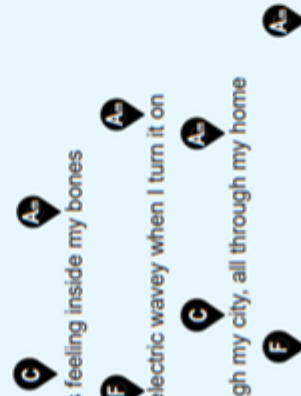 C Am
s feeling inside my bones
F Am
electric wavey when I turn it on
C Am
gh my city, all through my home
F Am